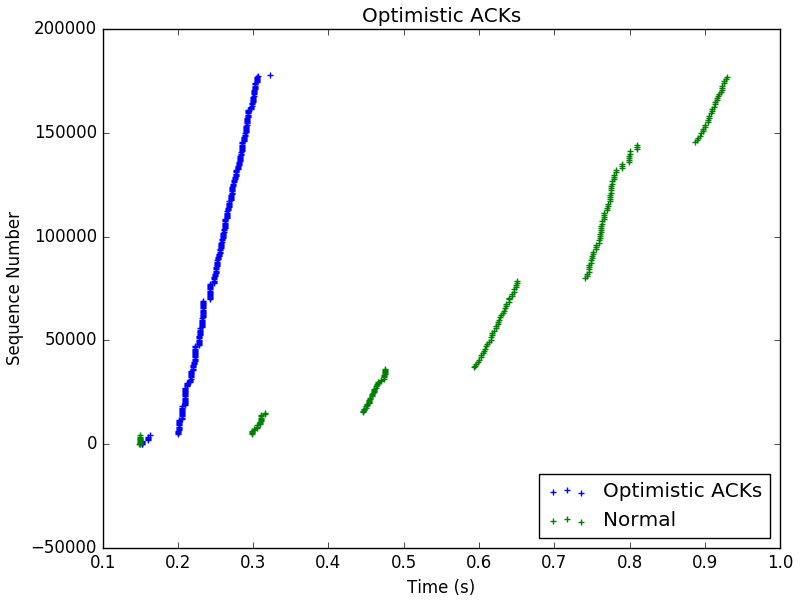 Optimistic ACKs
200000
150000
100000
50000
0
−50000
Sequence Number
0.1 0.2 0.3 0.4 0.5 0.6 0.7 0.8 0.9 1.0
Time (s)
Optimistic ACKs
Normal